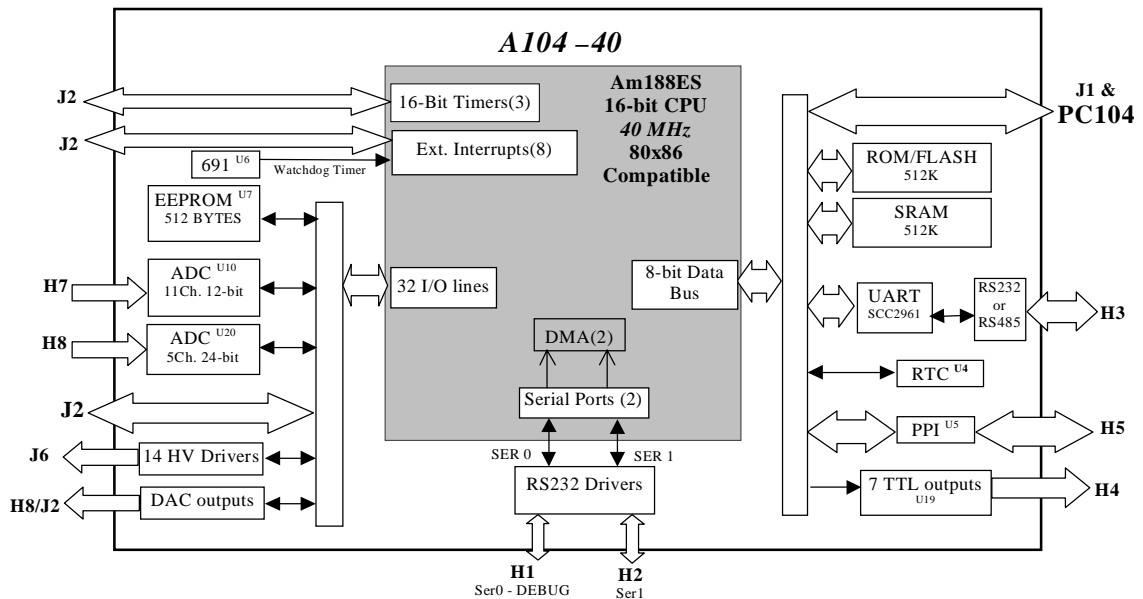 A104 –40
Am188ES
16-bit CPU
40 MHz
80x86
Compatible
J2
16-Bit Timers(3)
J2
Ext. Interrupts(8)
691 U6
Watchdog Timer
EEPROM U7
512 BYTES
H7
ADC U10
11Ch. 12-bit
32 I/O lines
H8
ADC U20
5Ch. 24-bit
J2
J6
14 HV Drivers
H8/J2
DAC outputs
8-bit Data
Bus
DMA(2)
Serial Ports (2)
SER 0
SER 1
RS232 Drivers
H1
Ser0 - DEBUG
H2
Ser1
J1 &
PC104
ROM/FLASH
512K
SRAM
512K
UART
SCC2961
RS232
or
RS485
H3
RTC U4
PPI U5
H5
7 TTL outputs
U19
H4